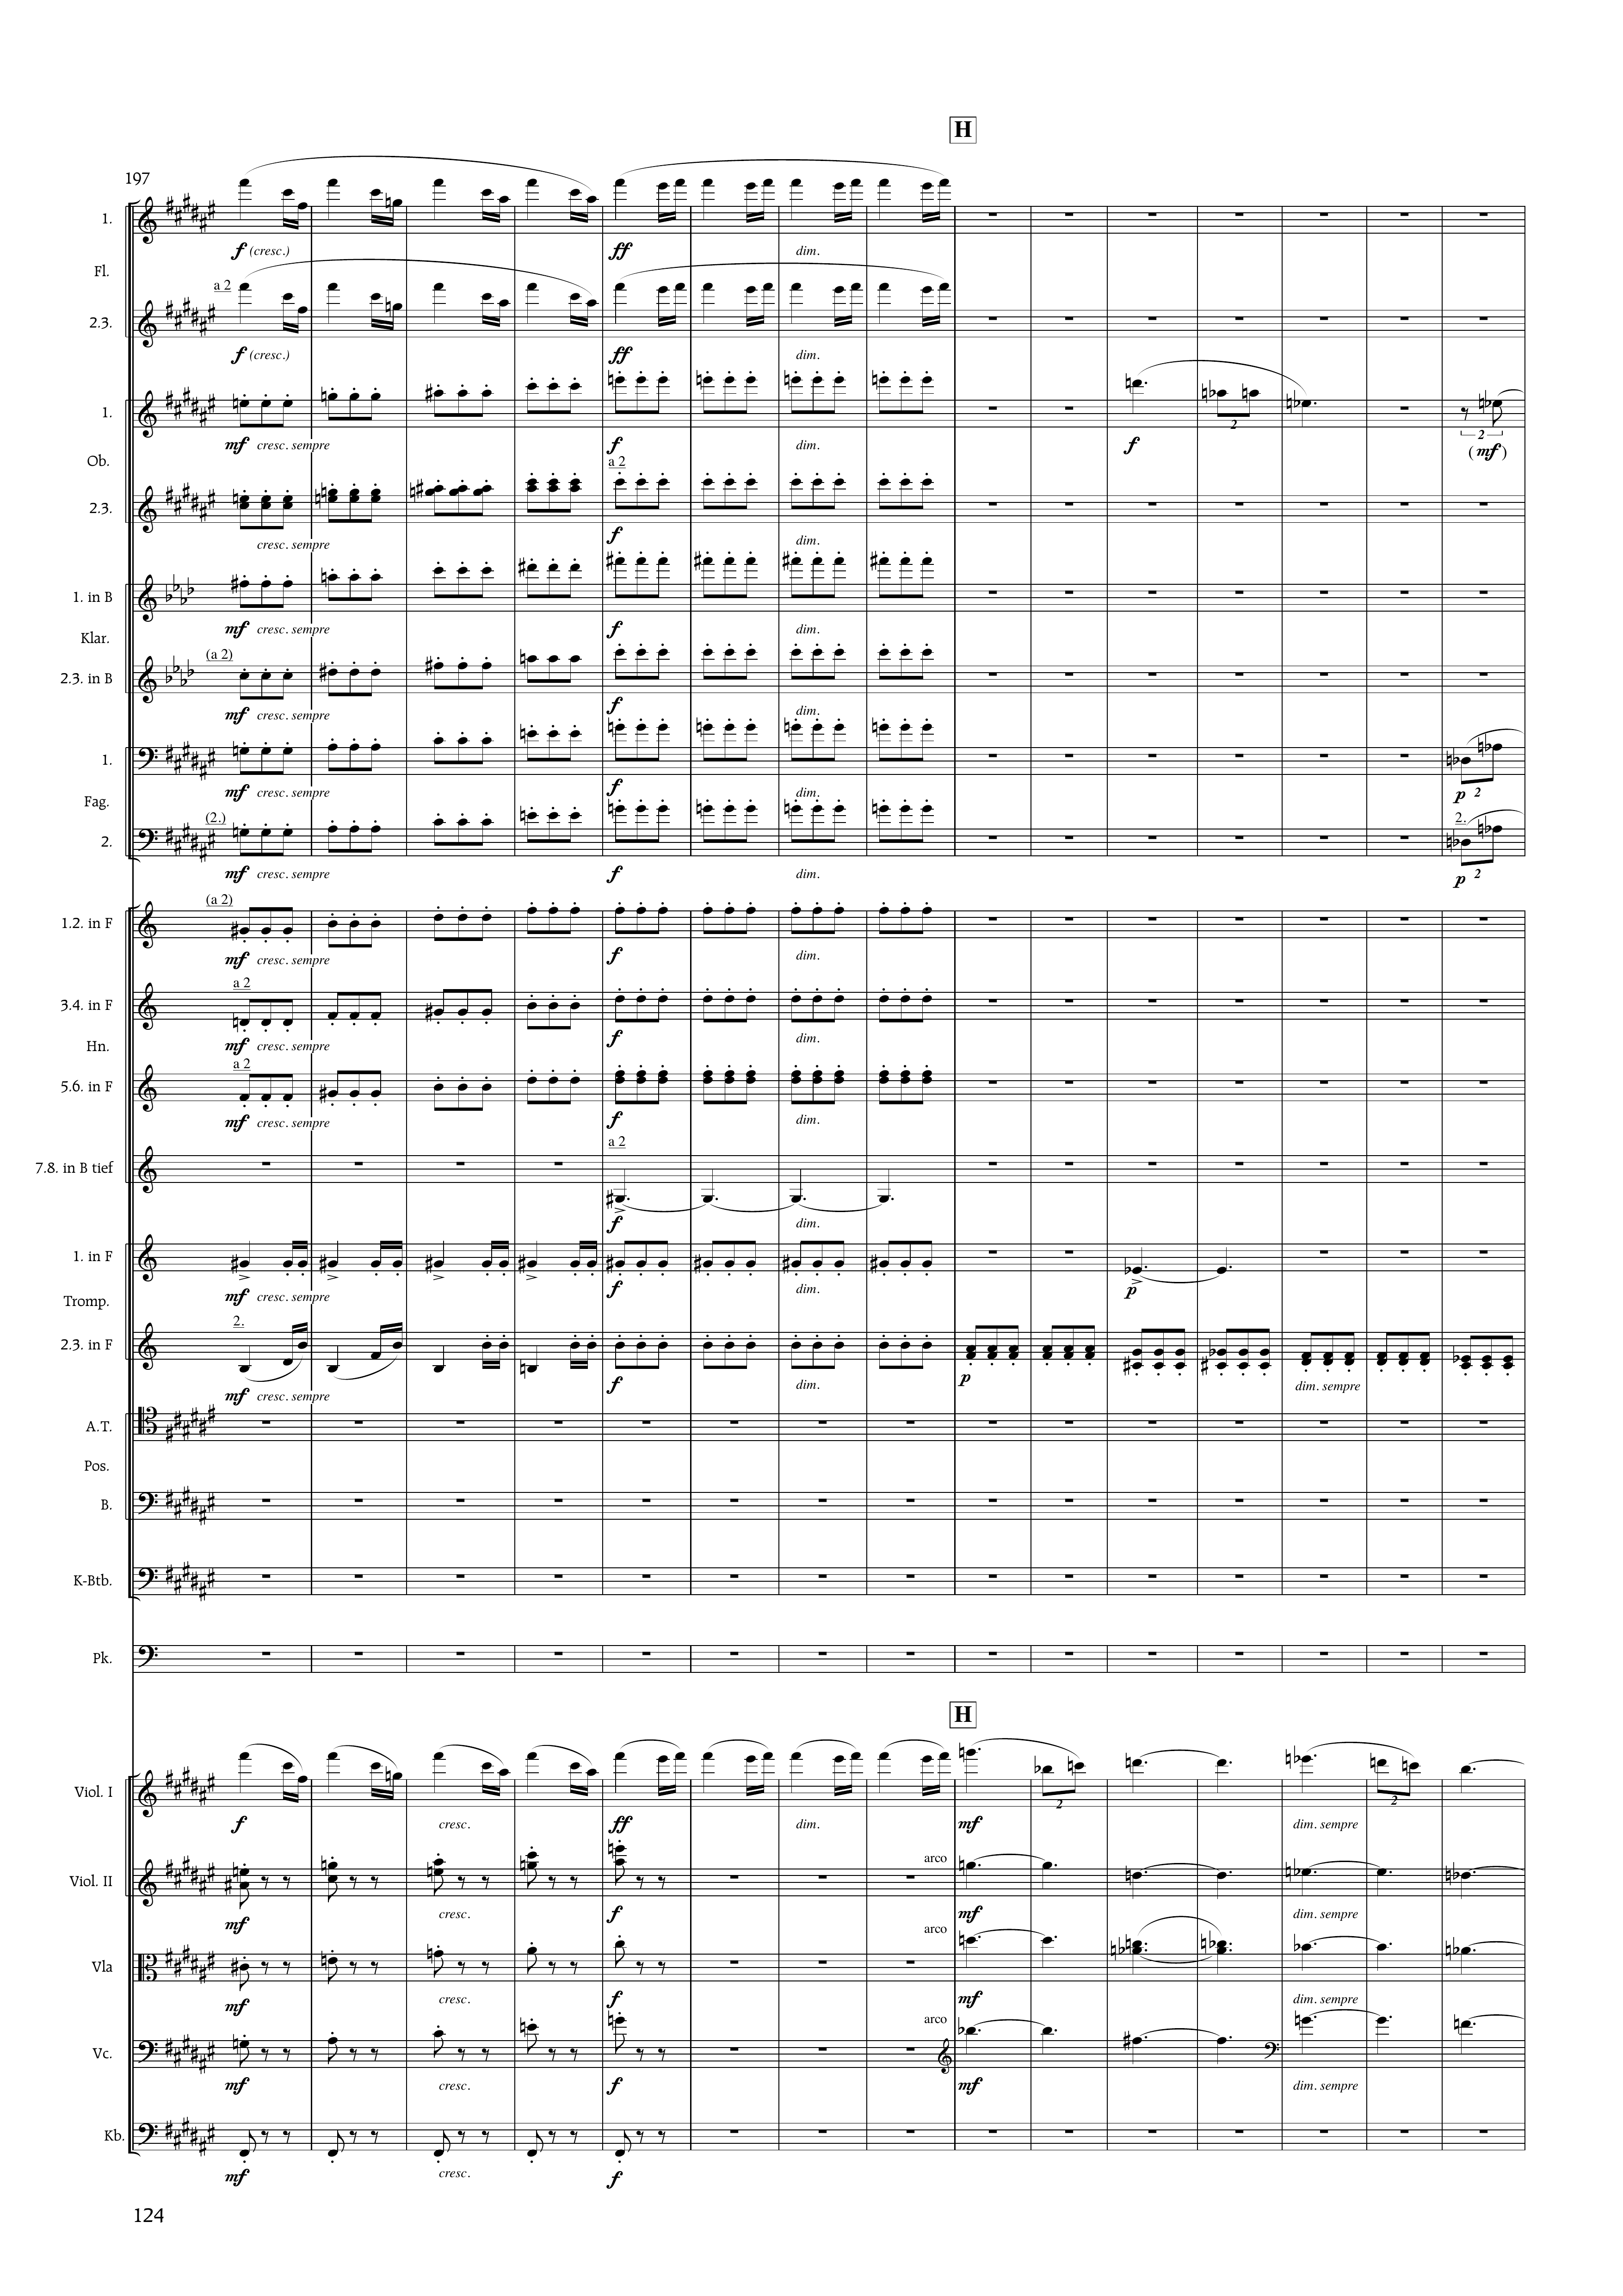 H
197
1.
f (cresc.) ff dim.
Fl.
a 2
2.3.
f (cresc.) ff dim.
1.
2
mf cresc. sempre f dim. f 2
(mf)
Ob.
a 2
2.3.
cresc. sempre f dim.
1. in B
mf cresc. sempre f dim.
Klar.
(a 2)
2.3. in B
mf cresc. sempre f dim.
1.
mf cresc. sempre f dim. p 2
Fag.
(2.) 2.
2.
mf cresc. sempre f dim. p 2
(a 2)
1.2. in F
mf cresc. sempre f dim.
a 2
3.4. in F
mf cresc. sempre f dim.
Hn.
a 2
5.6. in F
mf cresc. sempre f dim.
a 2
7.8. in B tief
f dim.
1. in F
mf cresc. sempre f dim. p
Tromp.
2.
2.3. in F
mf cresc. sempre f dim. p dim. sempre
A.T.
Pos.
B.
K-Btb.
Pk.
H
Viol. I
2 2
f cresc. ff dim. mf dim. sempre
arco
Viol. II
mf cresc. f mf dim. sempre
arco
Vla
mf cresc. f mf dim. sempre
arco
Vc.
mf cresc. f mf dim. sempre
Kb.
mf cresc. f
124